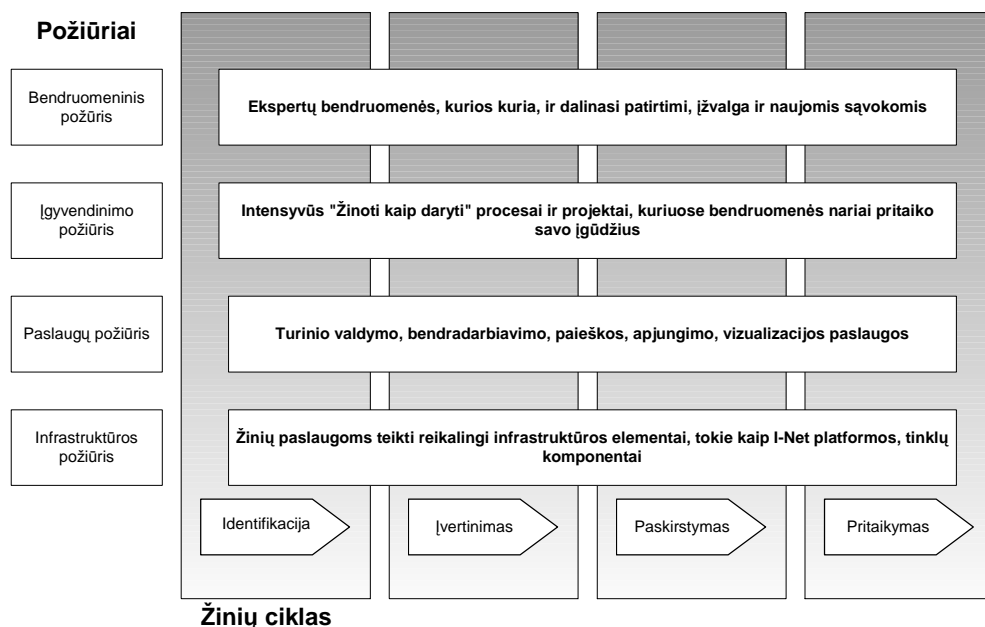 Požiūriai
Bendruomeninis
požūris
Ekspertų bendruomenės, kurios kuria, ir dalinasi patirtimi, įžvalga ir naujomis sąvokomis
Įgyvendinimo
požiūris
Intensyvūs "Žinoti kaip daryti" procesai ir projektai, kuriuose bendruomenės nariai pritaiko
savo įgūdžius
Paslaugų požiūris
Turinio valdymo, bendradarbiavimo, paieškos, apjungimo, vizualizacijos paslaugos
Infrastruktūros
požiūris
Žinių paslaugoms teikti reikalingi infrastruktūros elementai, tokie kaip I-Net platformos, tinklų
komponentai
Identifikacija
Įvertinimas
Paskirstymas
Pritaikymas
Žinių ciklas